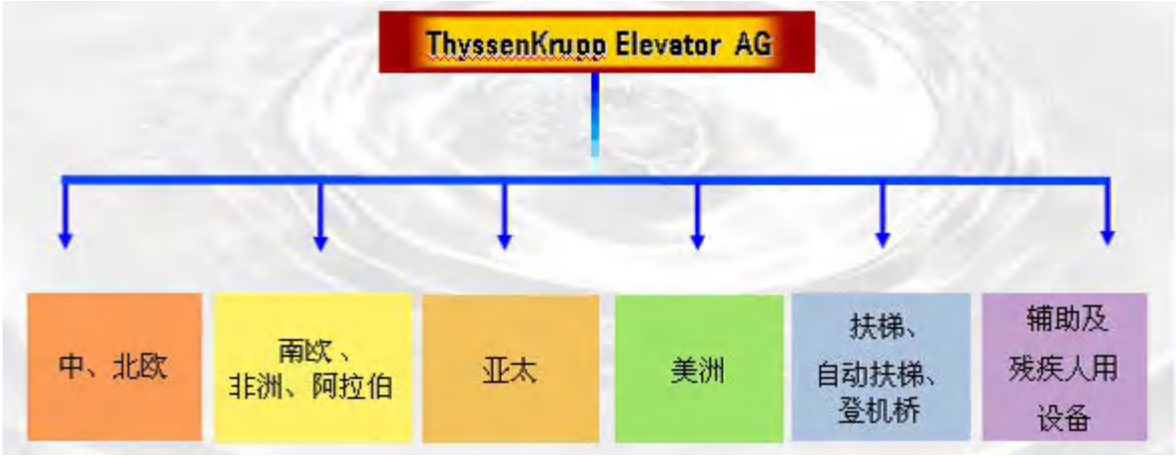 ThyssenKrupp Elevator AG
中、北欧
南欧、
非洲、阿拉伯
亚太
美洲
扶梯、
自动扶梯、
登机桥
辅助及
残疾人用
设备